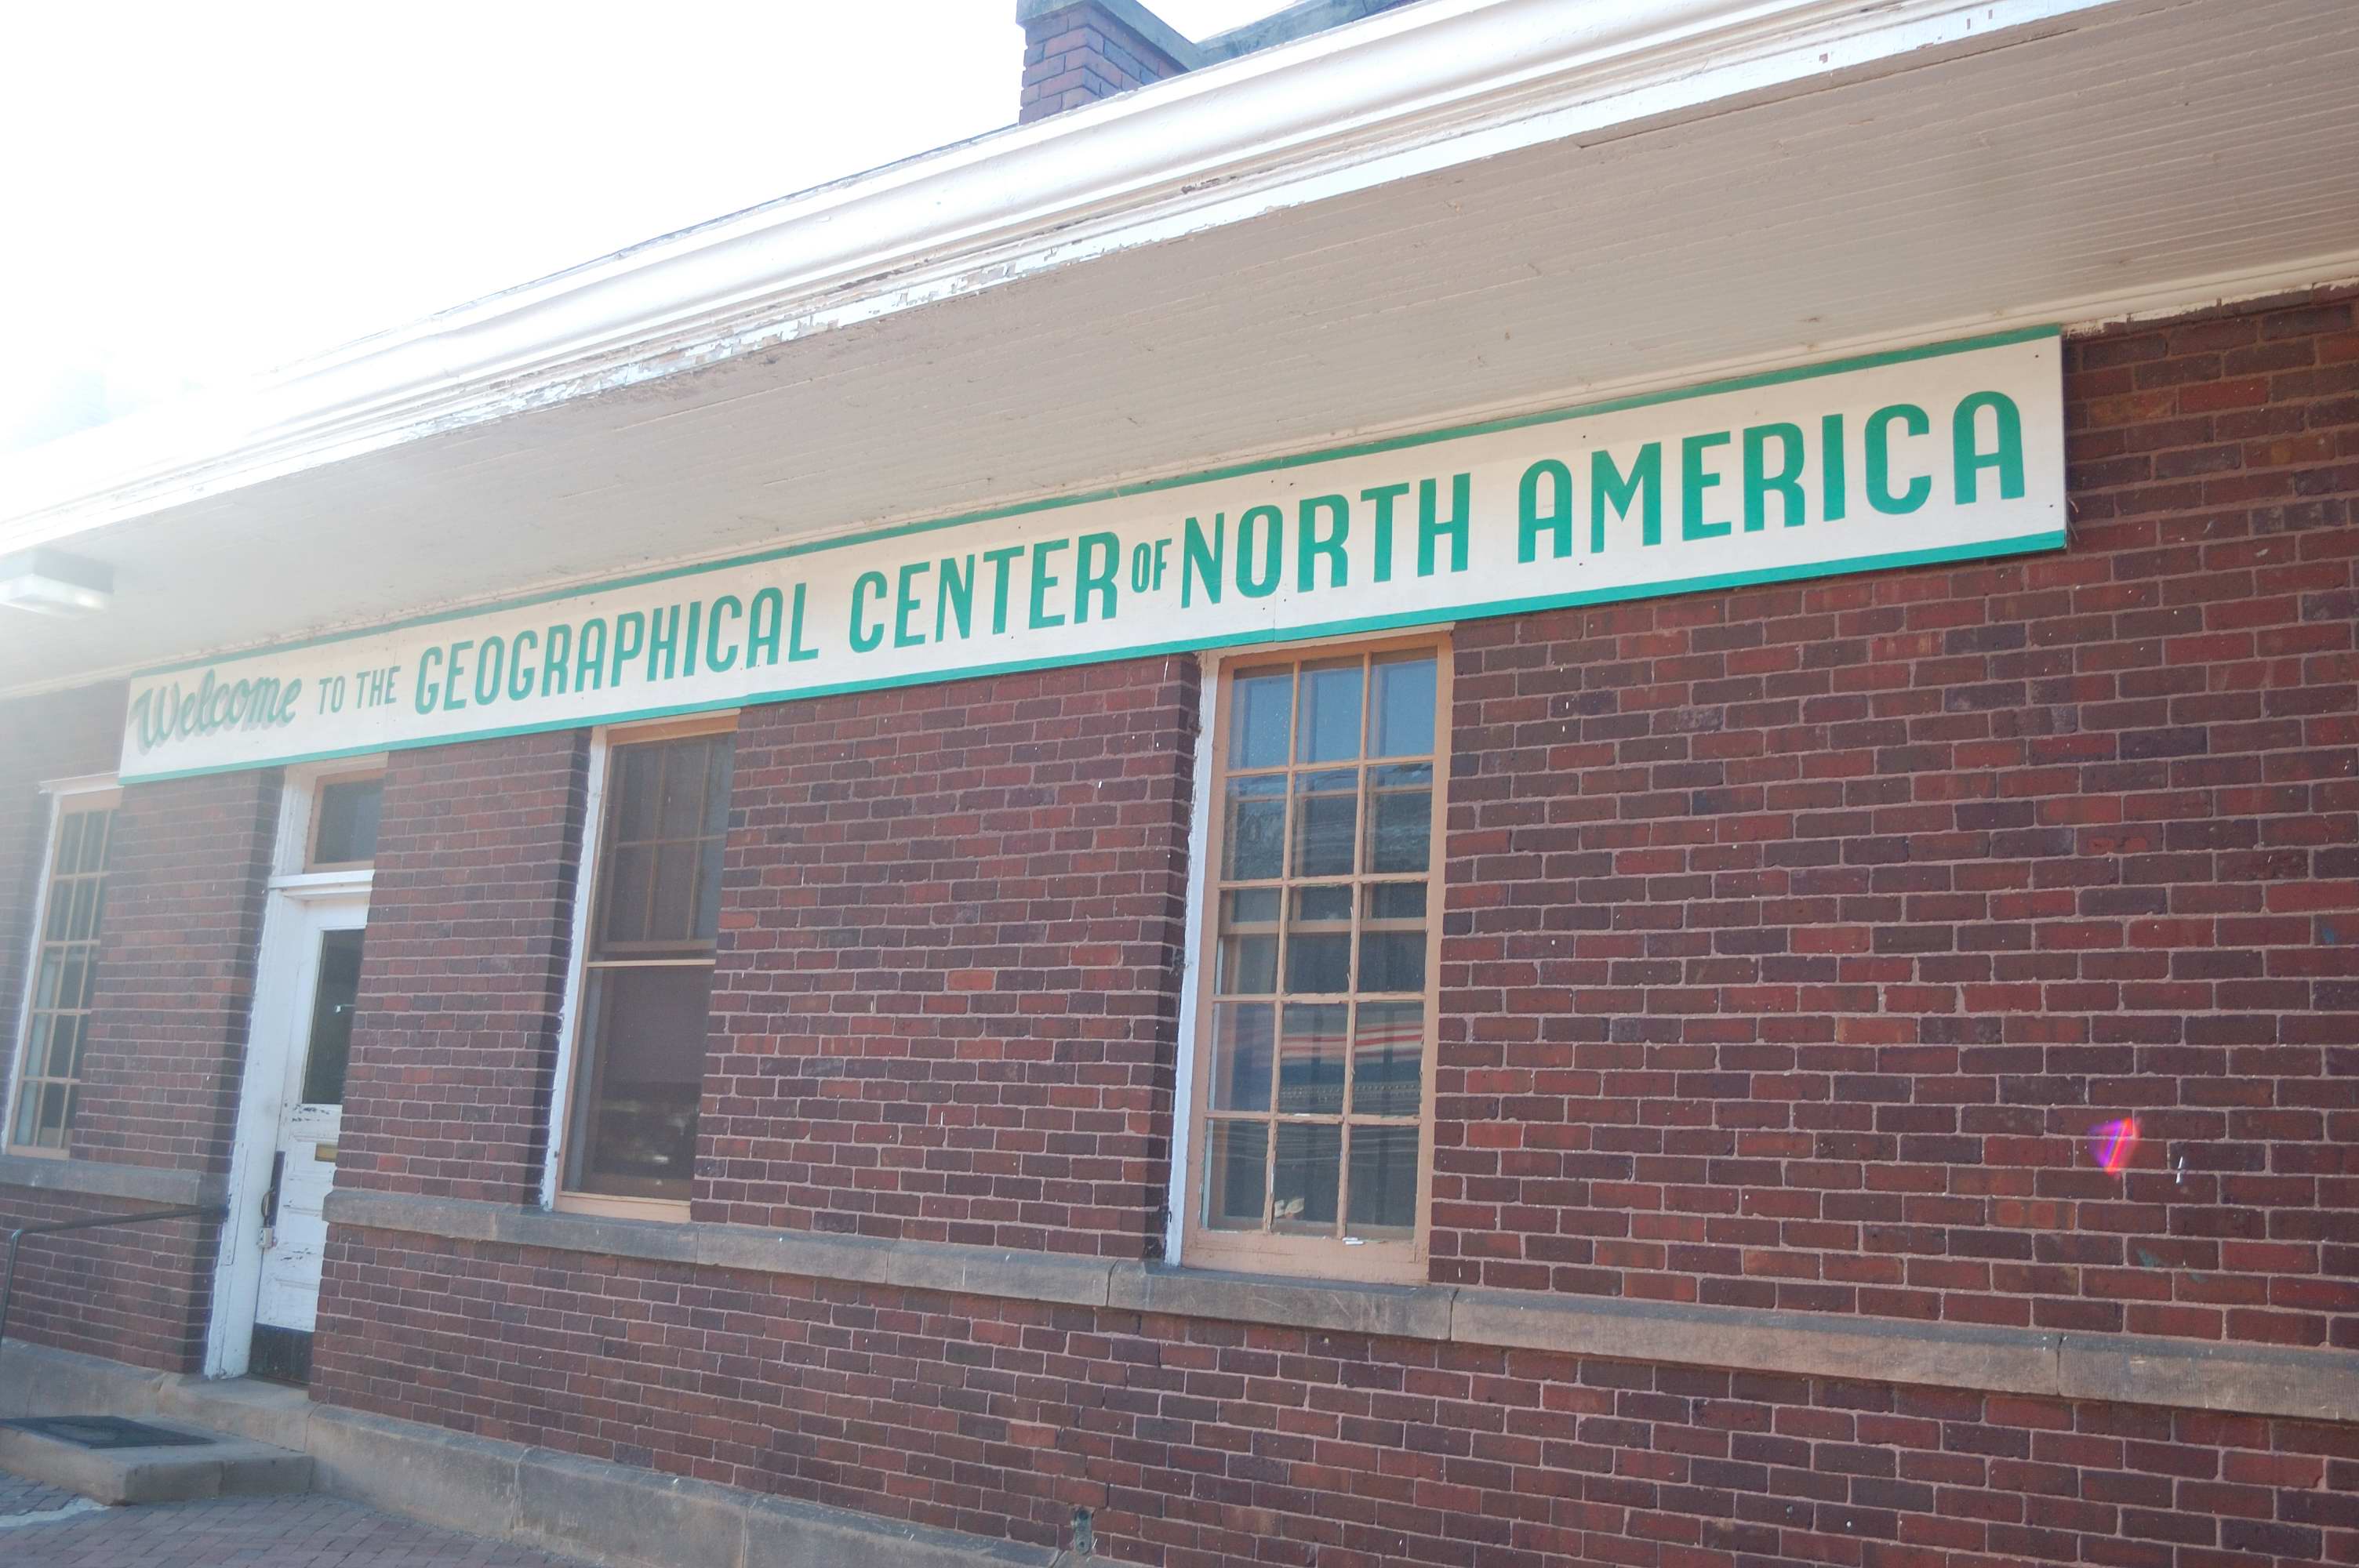 Welcome TO THE GEOGRAPHICAL CENTER OF NORTH AMERICA